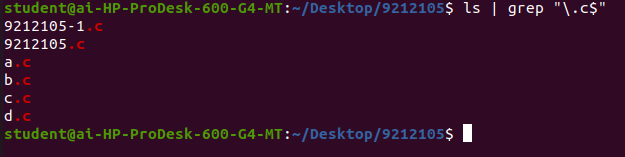 student@ai-HP-ProDesk-600-G4-MT:~/Desktop/9212105$ ls | grep "\.c$"
9212105-1.c
9212105.c
a.c
b.c
c.c
d.c
student@ai-HP-ProDesk-600-G4-MT:~/Desktop/9212105$